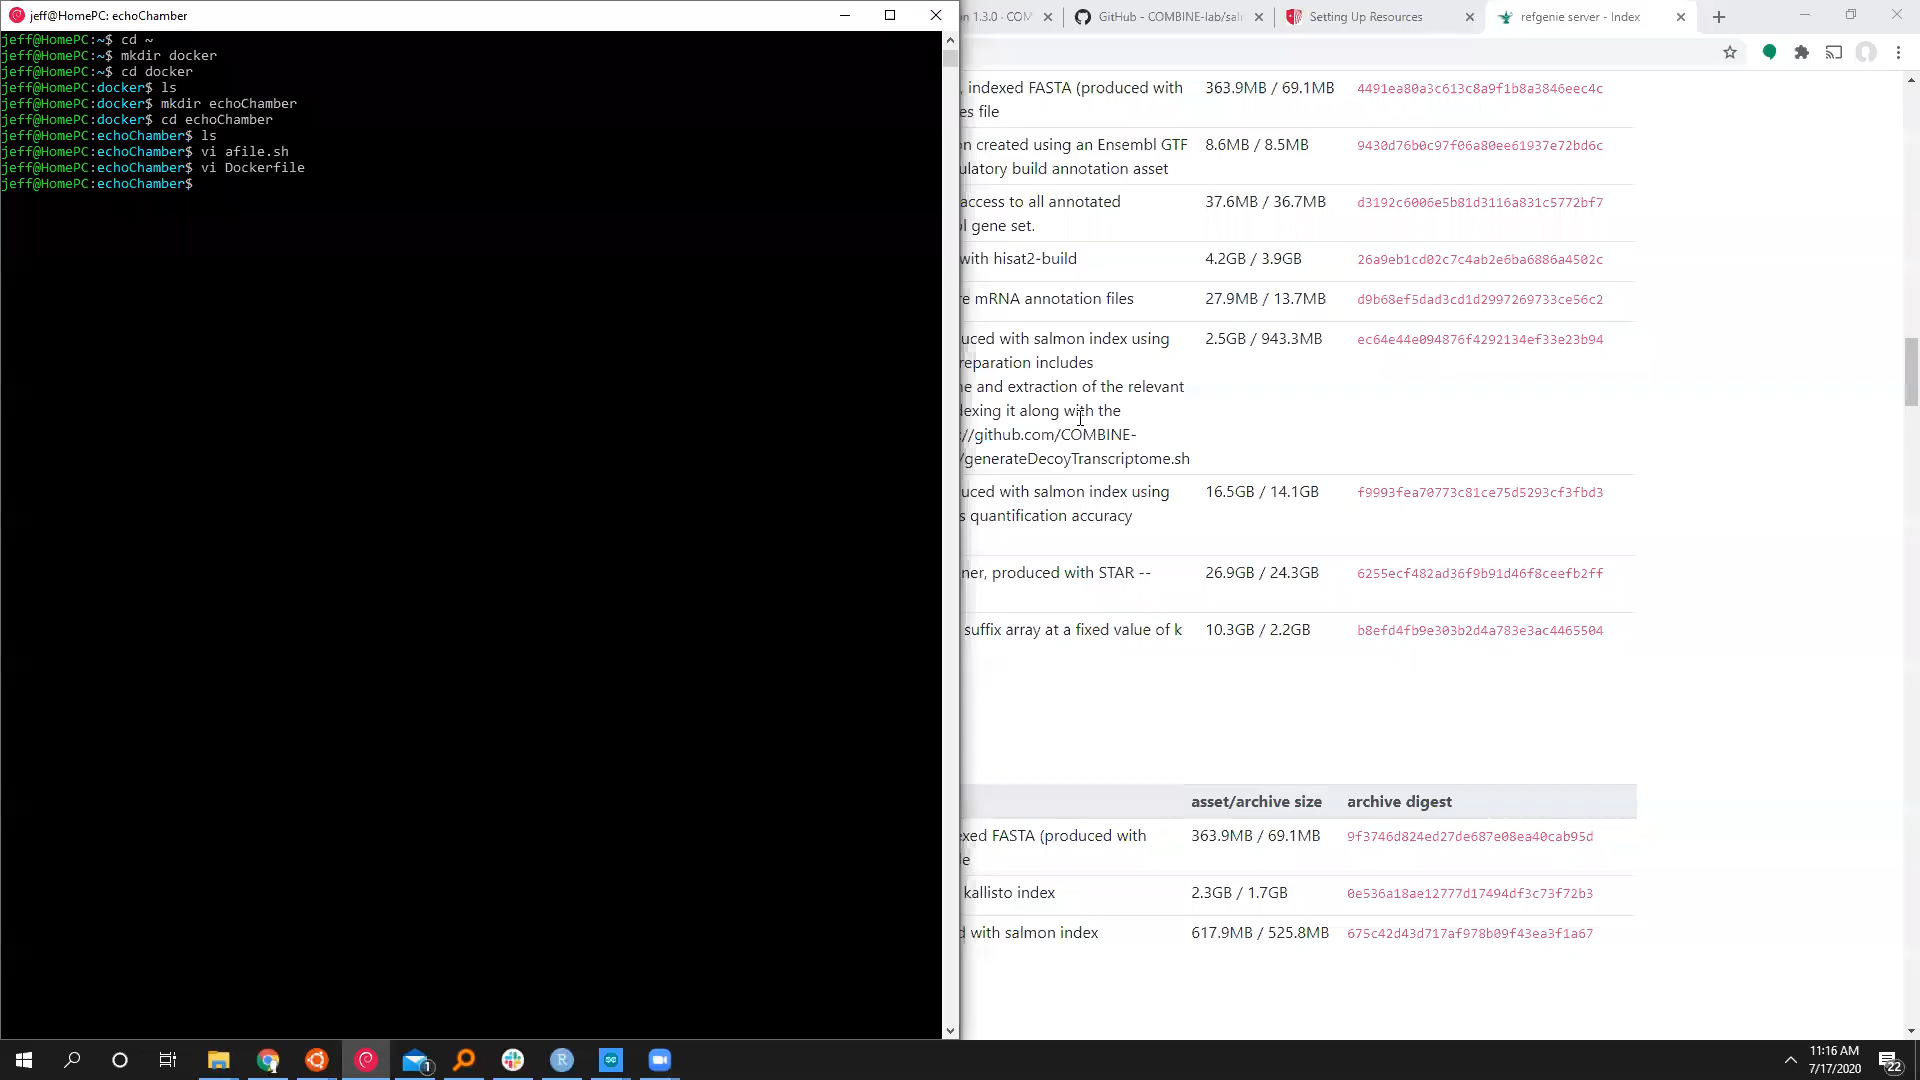 jeff@HomePC: echoChamber
jeff@HomePC:~$ cd ~
jeff@HomePC:~$ mkdir docker
jeff@HomePC:~$ cd docker
jeff@HomePC:docker$ ls
jeff@HomePC:docker$ mkdir echoChamber
jeff@HomePC:docker$ cd echoChamber
jeff@HomePC:echoChamber$ ls
jeff@HomePC:echoChamber$ vi afile.sh
jeff@HomePC:echoChamber$ vi Dockerfile
jeff@HomePC:echoChamber$
n 1.3.0 · COM
GitHub - COMBINE-lab/sal
Setting Up Resources
refgenie server - Index
, indexed FASTA (produced with 363.9MB / 69.1MB 4491ea80a3c613c8a9f1b8a3846eec4c
es file
on created using an Ensembl GTF 8.6MB / 8.5MB 9430d76b0c97f06a80ee61937e72bd6c
ulatory build annotation asset
access to all annotated 37.6MB / 36.7MB d3192c6006e5b81d3116a831c5772bf7
l gene set.
with hisat2-build 4.2GB / 3.9GB 26a9eb1cd02c7c4ab2e6ba6886a4502c
re mRNA annotation files 27.9MB / 13.7MB d9b68ef5dad3cd1d2997269733ce56c2
uced with salmon index using 2.5GB / 943.3MB ec64e44e094876f4292134ef33e23b94
reparation includes
ne and extraction of the relevant
dexing it along with the
://github.com/COMBINE-
/generateDecoyTranscriptome.sh
uced with salmon index using 16.5GB / 14.1GB f9993fea70773c81ce75d5293cf3fbd3
s quantification accuracy
ner, produced with STAR -- 26.9GB / 24.3GB 6255ecf482ad36f9b91d46f8ceefb2ff
suffix array at a fixed value of k 10.3GB / 2.2GB b8efd4fb9e303b2d4a783e3ac4465504
asset/archive size archive digest
exed FASTA (produced with 363.9MB / 69.1MB 9f3746d824ed27de687e08ea40cab95d
e
kallisto index 2.3GB / 1.7GB 0e536a18ae12777d17494df3c73f72b3
d with salmon index 617.9MB / 525.8MB 675c42d43d717af978b09f43ea3f1a67
1
R
11:16 AM
7/17/2020
22